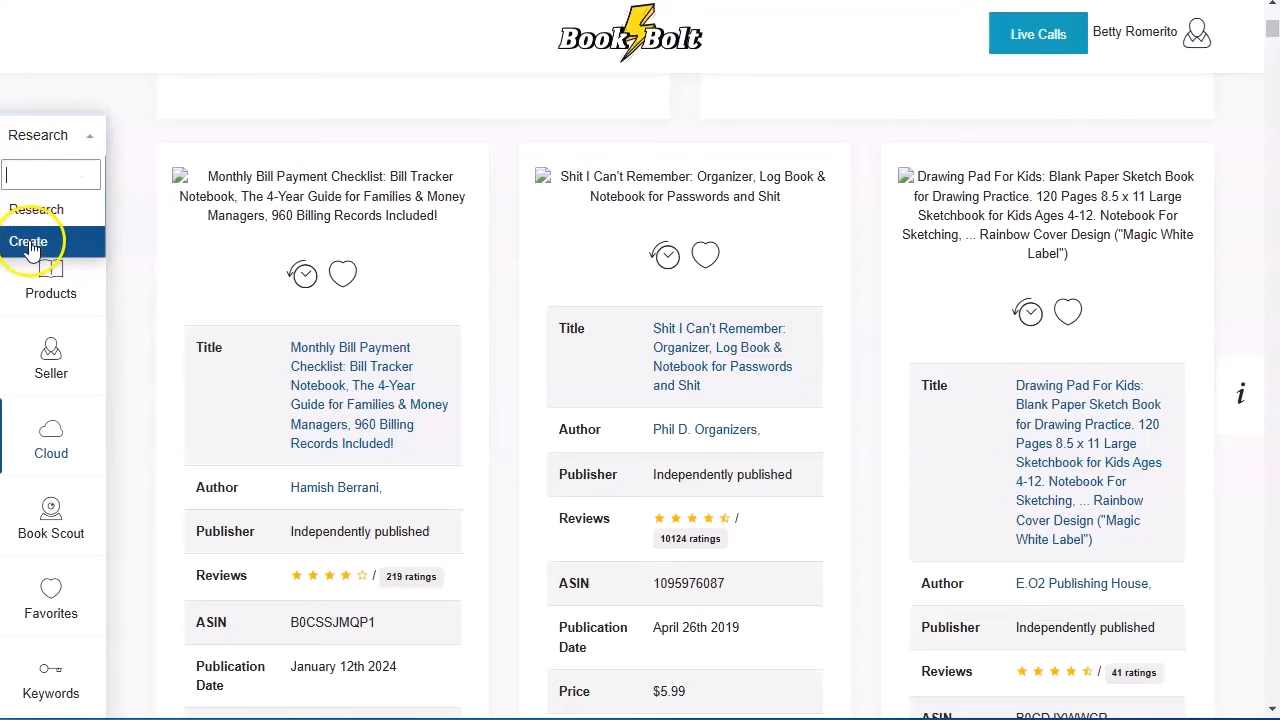 Book Bolt
Live Calls
Betty Romerito
Research
Research
Create
Products
Seller
Cloud
Book Scout
Favorites
Keywords
Monthly Bill Payment
Checklist: Bill Tracker
Notebook, The 4-Year Guide for Families & Money
Managers, 960 Billing Records Included!
Title
Monthly Bill Payment
Checklist: Bill Tracker
Notebook, The 4-Year
Guide for Families & Money
Managers, 960 Billing
Records Included!
Author
Hamish Berrani,
Publisher
Independently published
Reviews
/ 219 ratings
ASIN
B0CSSJMQP1
Publication
Date
January 12th 2024
Shit I Can't Remember: Organizer, Log Book &
Notebook for Passwords and Shit
Title
Shit I Can't Remember:
Organizer, Log Book &
Notebook for Passwords
and Shit
Author
Phil D. Organizers,
Publisher
Independently published
Reviews
/
10124 ratings
ASIN
1095976087
Publication
Date
April 26th 2019
Price
$5.99
Drawing Pad For Kids: Blank Paper Sketch Book
for Drawing Practice. 120 Pages 8.5 x 11 Large
Sketchbook for Kids Ages 4-12. Notebook For
Sketching, ... Rainbow Cover Design ("Magic White
Label")
Title
Drawing Pad For Kids:
Blank Paper Sketch Book
for Drawing Practice. 120
Pages 8.5 x 11 Large
Sketchbook for Kids Ages
4-12. Notebook For
Sketching, ... Rainbow
Cover Design ("Magic
White Label")
Author
E.O2 Publishing House,
Publisher
Independently published
Reviews
/ 41 ratings
ASIN
i